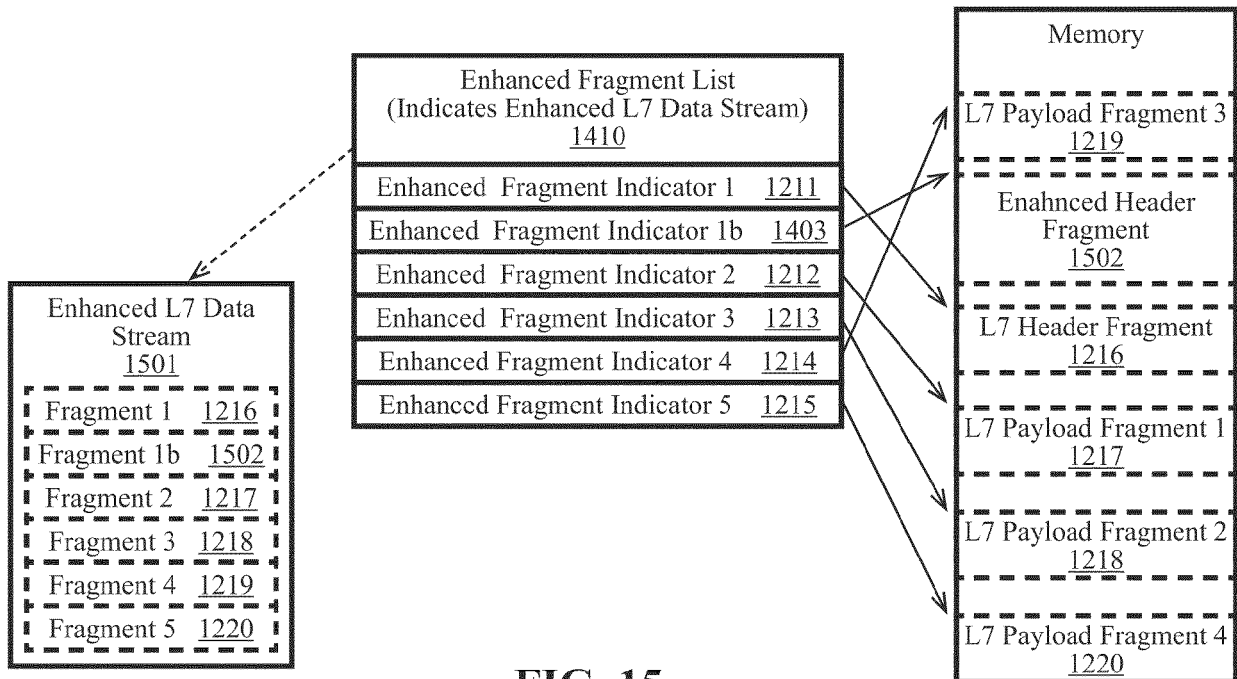 Enhanced Fragment List
(Indicates Enhanced L7 Data Stream)
1410
Enhanced Fragment Indicator 1 1211
Enhanced Fragment Indicator 1b 1403
Enhanced Fragment Indicator 2 1212
Enhanced Fragment Indicator 3 1213
Enhanced Fragment Indicator 4 1214
Enhanced Fragment Indicator 5 1215
Enhanced L7 Data
Stream
1501
Fragment 1 1216
Fragment 1b 1502
Fragment 2 1217
Fragment 3 1218
Fragment 4 1219
Fragment 5 1220
Memory
L7 Payload Fragment 3
1219
Enahnced Header
Fragment
1502
L7 Header Fragment
1216
L7 Payload Fragment 1
1217
L7 Payload Fragment 2
1218
L7 Payload Fragment 4
1220
FIG. 15